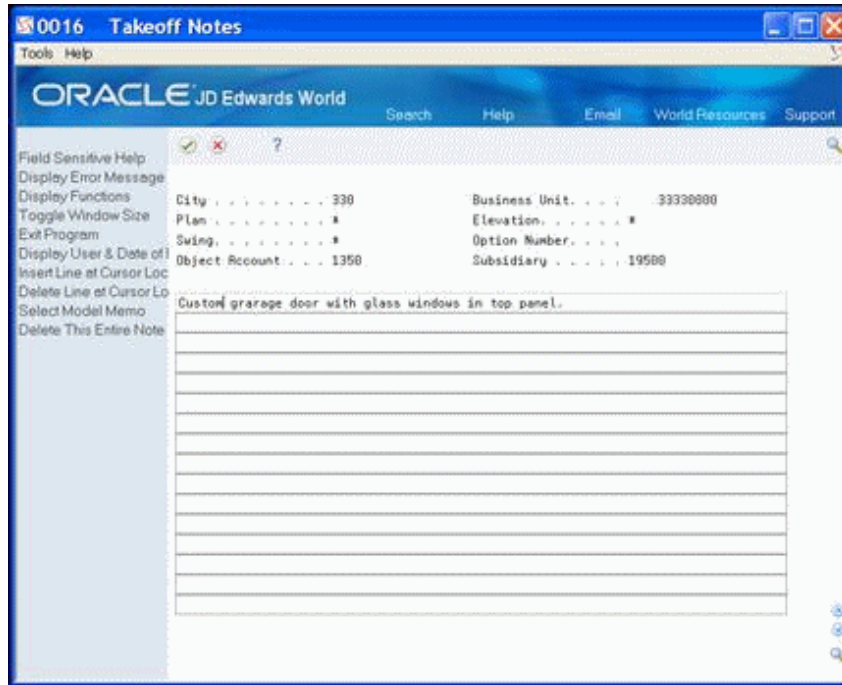 0016 Takeoff Notes
Tools Help
ORACLE JD Edwards World
Search Help Email World Resources Support
Field Sensitive Help
Display Error Message
Display Functions
Toggle Window Size
Exit Program
Display User & Date of
Insert Line at Cursor Loc
Delete Line at Cursor Lo
Select Model Memo
Delete This Entire Note
?
City . . . . . . . . 330 Business Unit. . . . 33330000
Plan . . . . . . . . * Elevation. . . . . . *
Swing. . . . . . . . * Option Number. . . .
Object Account . . . 1350 Subsidiary . . . . . 19500
Custom grarage door with glass windows in top panel.